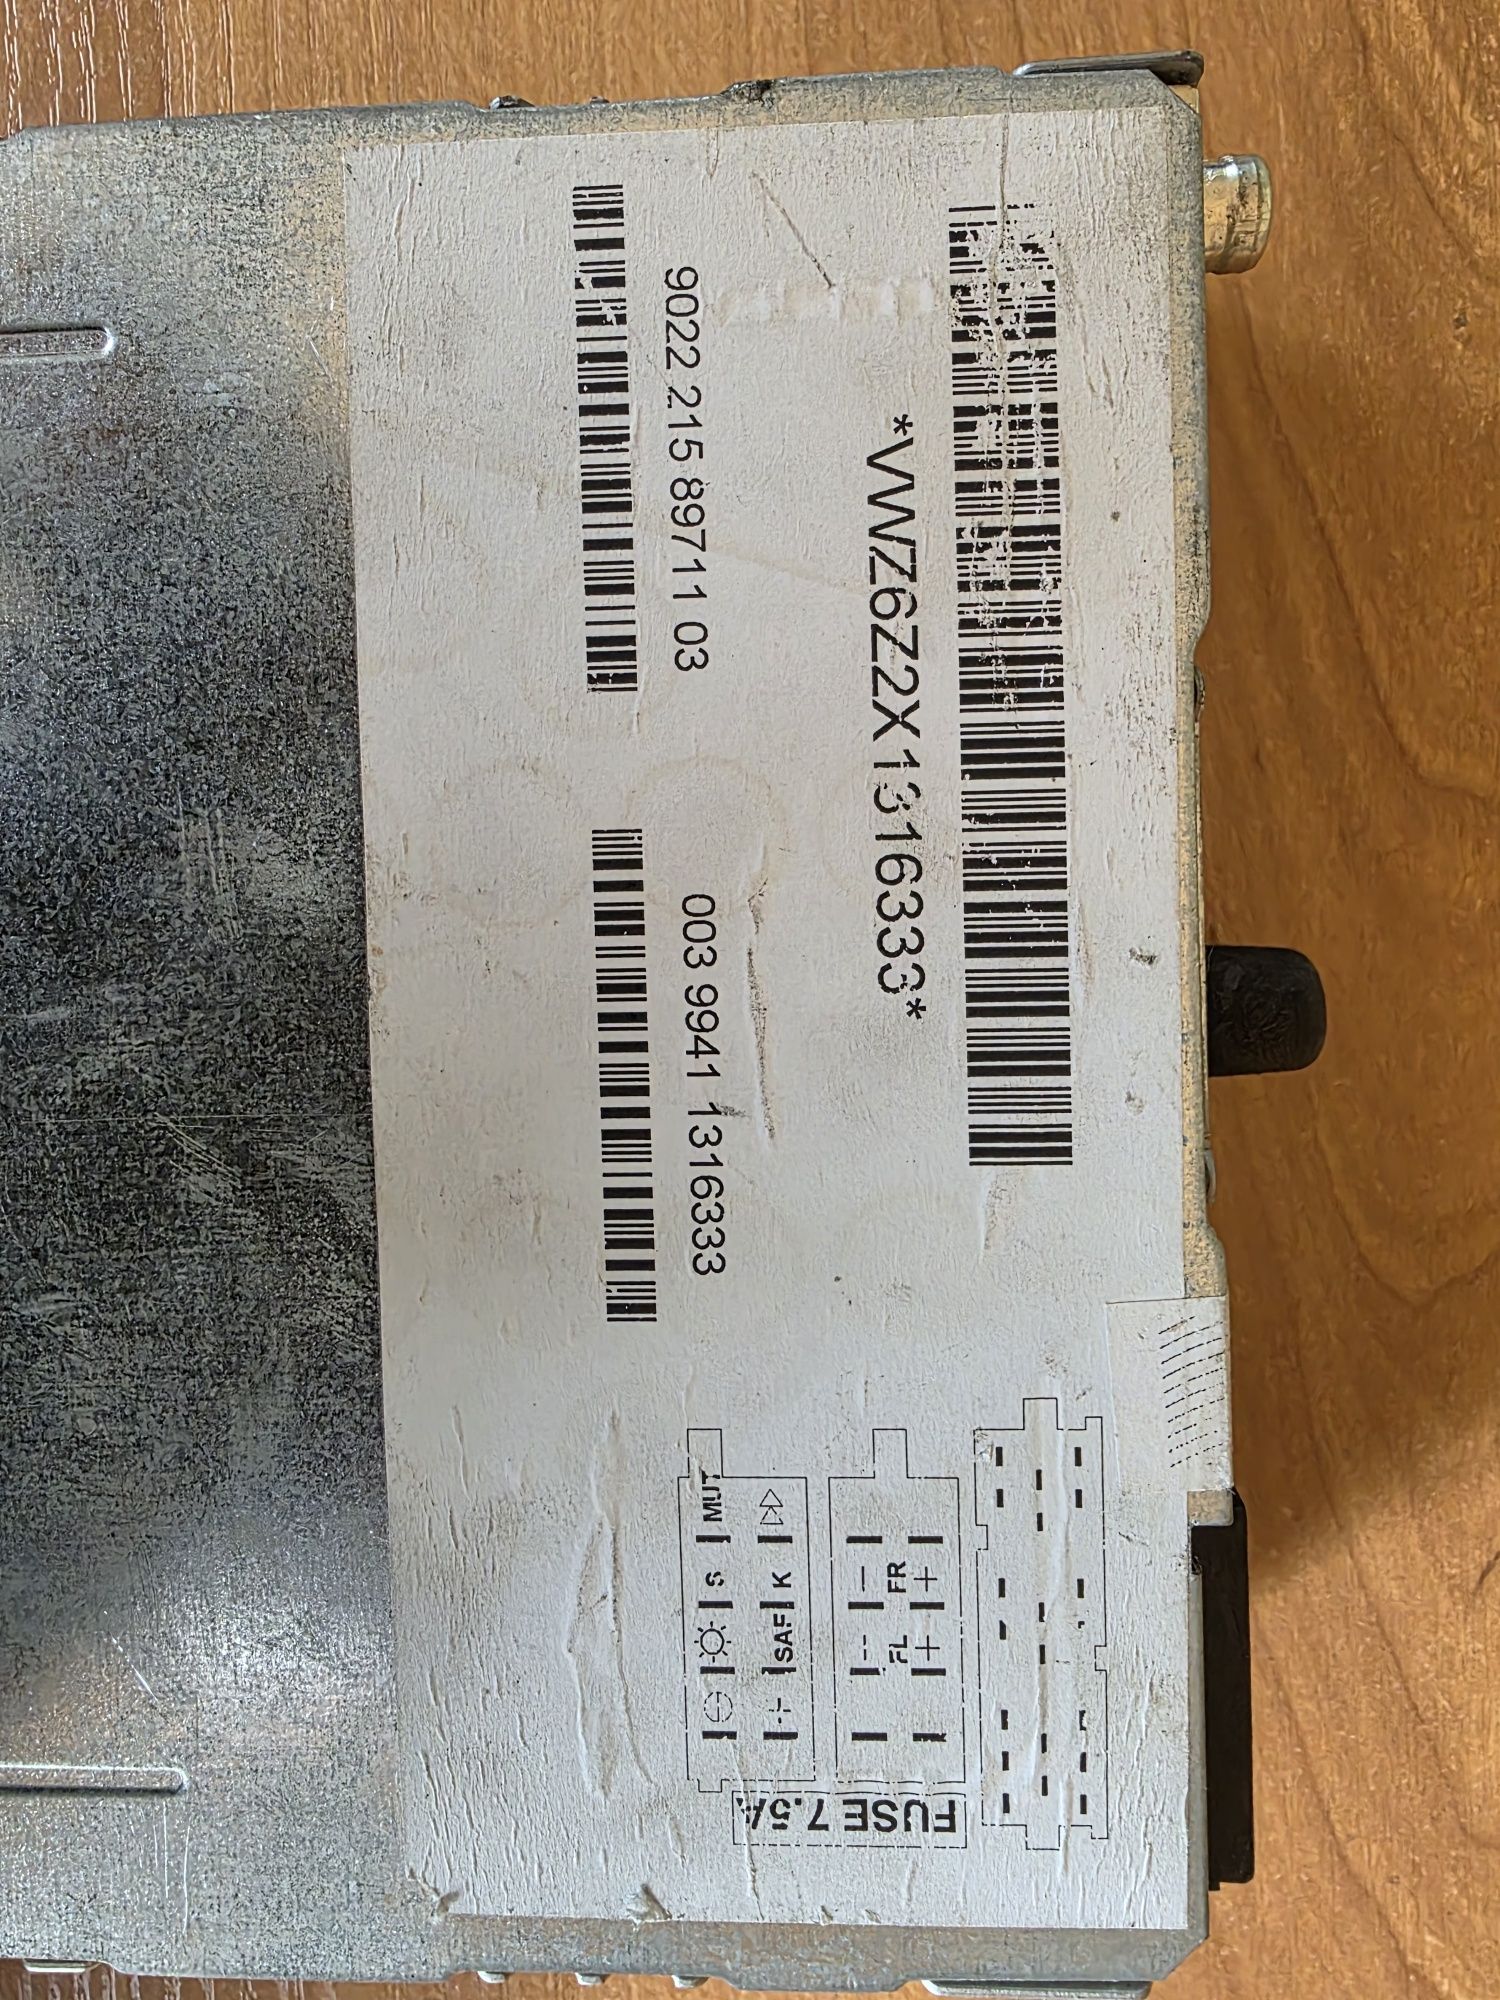 *VWZ6Z2X1316333*
9022 215 89711 03
003 9941 1316333
FR
+ +
FL
- -
K
SAF
+
MUT
S
FUSE 7.5A